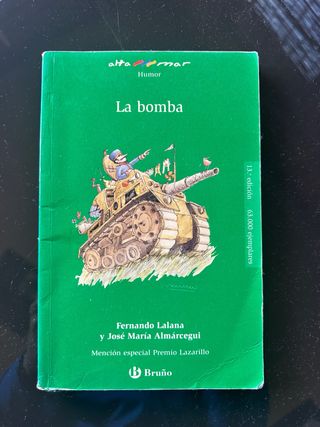 alta mar
Humor
La bomba
13.ª edición 63 000 ejemplares
Fernando Lalana
y José María Almárcegui
Mención especial Premio Lazarillo
B Bruño